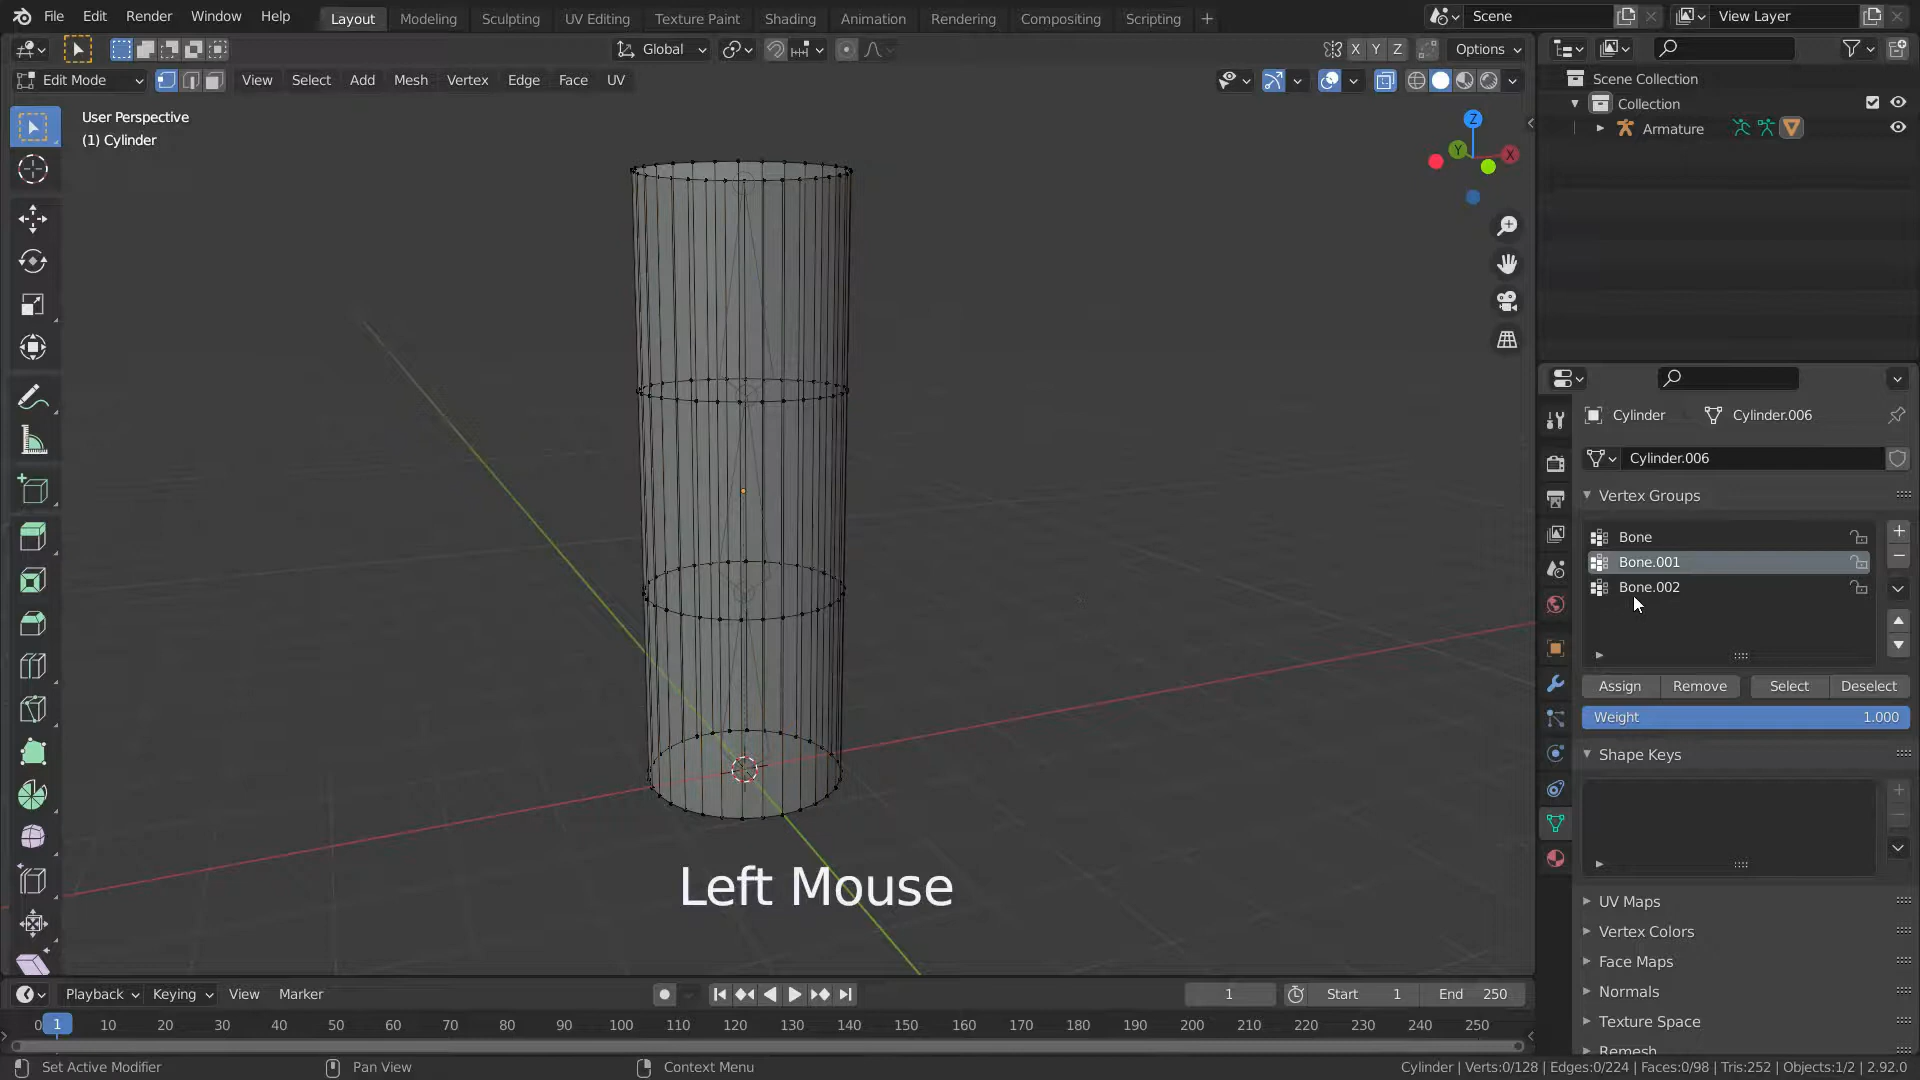 File Edit Render Window Help Layout Modeling Sculpting UV Editing Texture Paint Shading Animation Rendering Compositing Scripting + Scene View Layer
Global X Y Z Options
Edit Mode View Select Add Mesh Vertex Edge Face UV
Scene Collection
Collection
Armature
User Perspective
(1) Cylinder
Z
Y
X
Cylinder Cylinder.006
Cylinder.006
Vertex Groups
Bone
Bone.001
Bone.002
Assign Remove Select Deselect
Weight 1.000
Shape Keys
Left Mouse
UV Maps
Vertex Colors
Face Maps
Normals
Texture Space
Remesh
Playback Keying View Marker 1 Start 1 End 250
0 1 10 20 30 40 50 60 70 80 90 100 110 120 130 140 150 160 170 180 190 200 210 220 230 240 250
Set Active Modifier Pan View Context Menu Cylinder | Verts:0/128 | Edges:0/224 | Faces:0/98 | Tris:252 | Objects:1/2 | 2.92.0